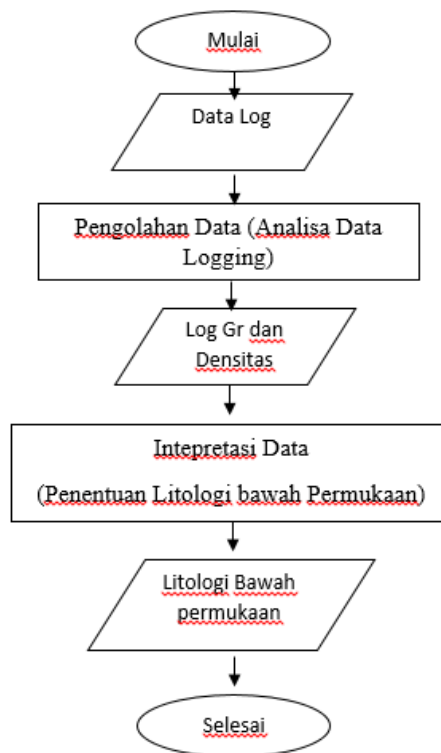 Mulai
Data Log
Pengolahan Data (Analisa Data
Logging)
Log Gr dan
Densitas
Intepretasi Data
(Penentuan Litologi bawah Permukaan)
Litologi Bawah
permukaan
Selesai